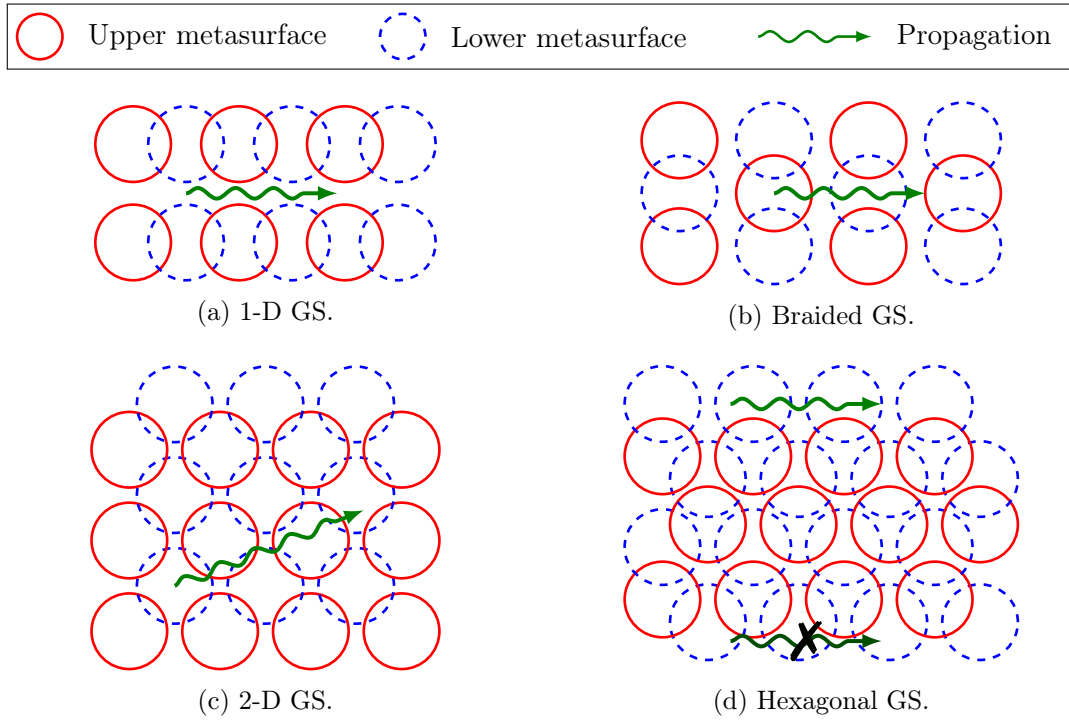 Upper metasurface Lower metasurface Propagation
(a) 1-D GS.
(b) Braided GS.
(c) 2-D GS.
(d) Hexagonal GS.